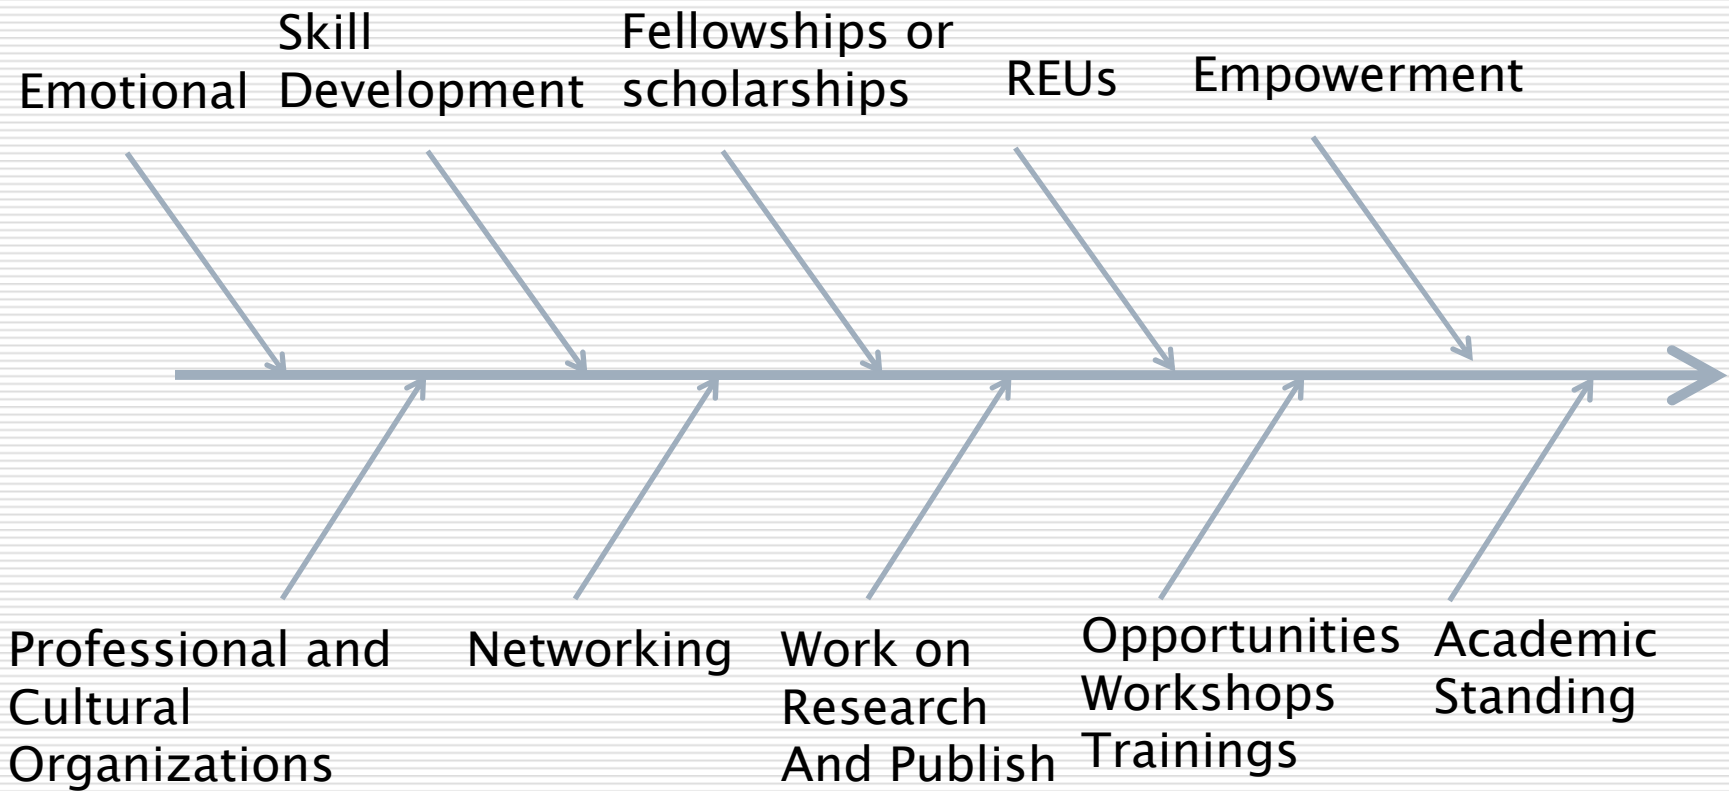 Emotional
Skill
Development
Fellowships or
scholarships
REUs
Empowerment
Professional and
Cultural
Organizations
Networking
Work on
Research
And Publish
Opportunities
Workshops
Trainings
Academic
Standing